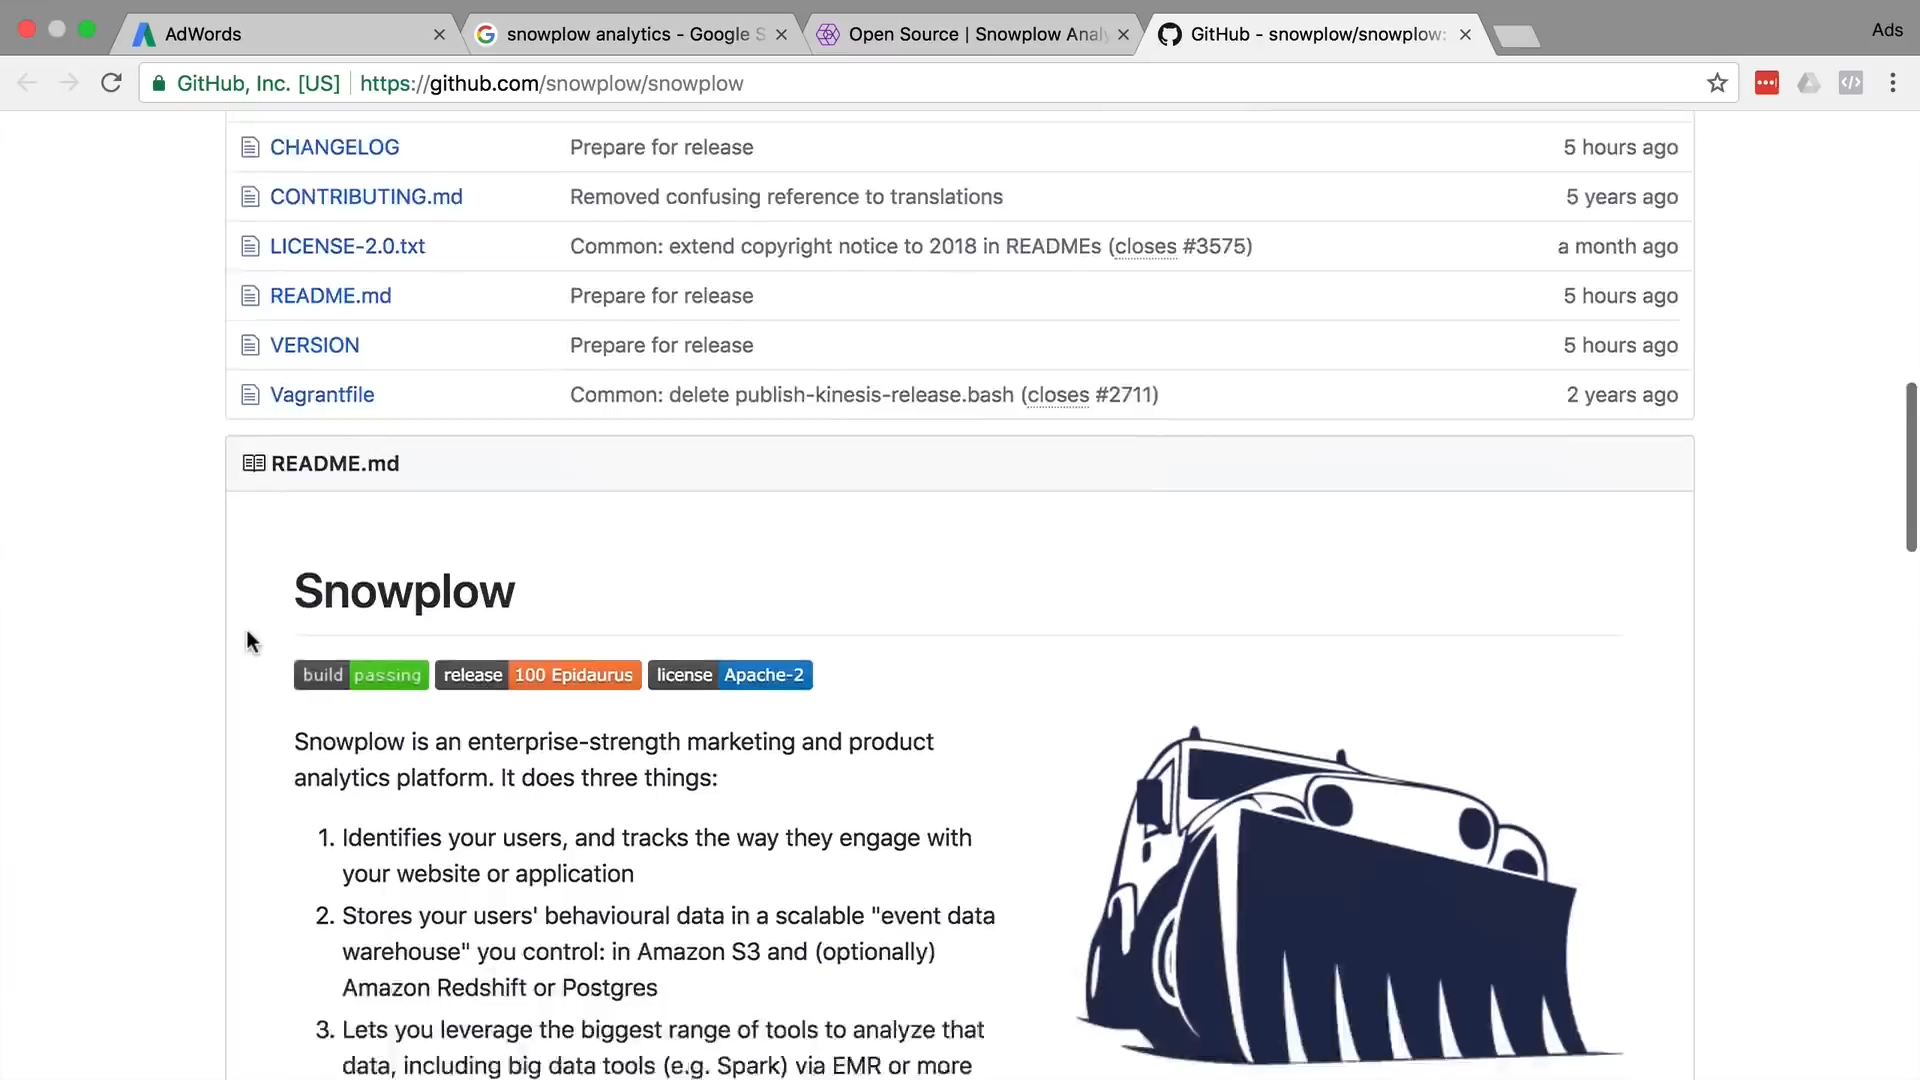 AdWords
snowplow analytics - Google S
Open Source | Snowplow Analy
GitHub - snowplow/snowplow:
Ads
GitHub, Inc. [US] https://github.com/snowplow/snowplow
CHANGELOG Prepare for release 5 hours ago
CONTRIBUTING.md Removed confusing reference to translations 5 years ago
LICENSE-2.0.txt Common: extend copyright notice to 2018 in READMEs (closes #3575) a month ago
README.md Prepare for release 5 hours ago
VERSION Prepare for release 5 hours ago
Vagrantfile Common: delete publish-kinesis-release.bash (closes #2711) 2 years ago
README.md
Snowplow
build passing release 100 Epidaurus license Apache-2
Snowplow is an enterprise-strength marketing and product
analytics platform. It does three things:
1. Identifies your users, and tracks the way they engage with
your website or application
2. Stores your users' behavioural data in a scalable "event data
warehouse" you control: in Amazon S3 and (optionally)
Amazon Redshift or Postgres
3. Lets you leverage the biggest range of tools to analyze that
data, including big data tools (e.g. Spark) via EMR or more